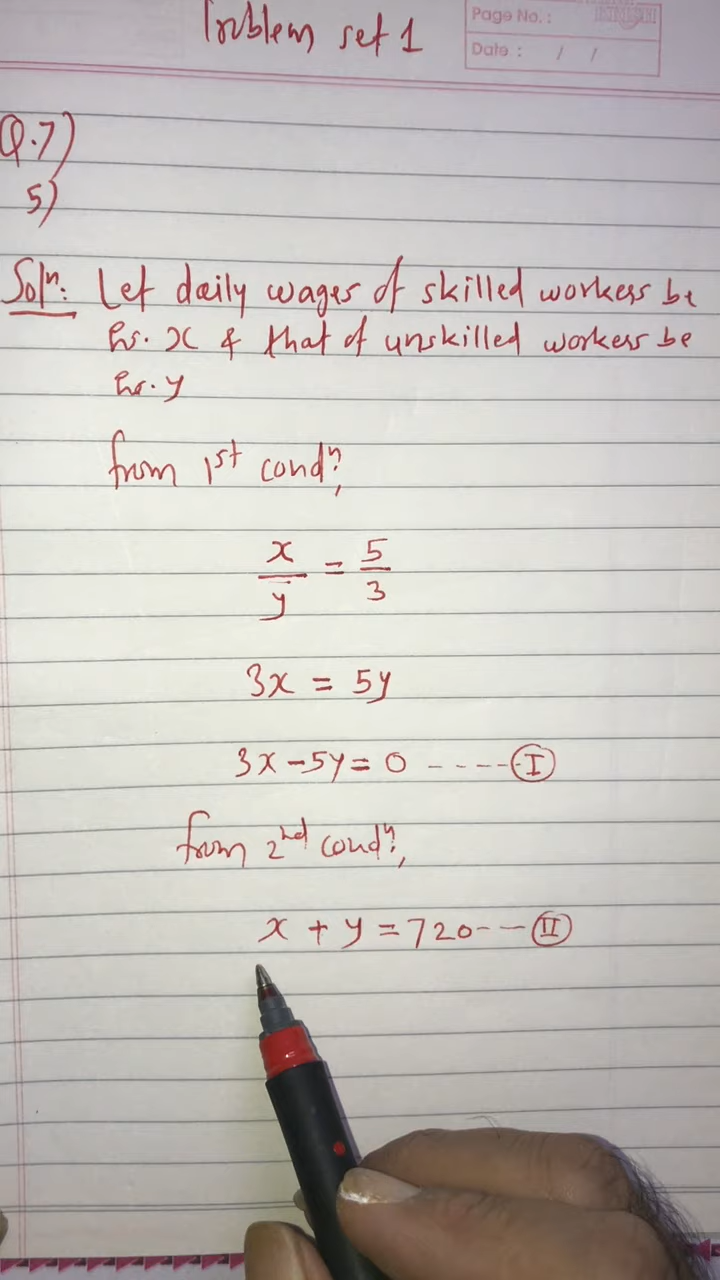 Problem set 1
Page No.:
Date : / /
Q.7)
5)
Solⁿ: Let daily wages of skilled workers be
Rs. x & that of unskilled workers be
Rs. y
from 1st condⁿ,
x/y = 5/3
3x = 5y
3x - 5y = 0 ----- (I)
from 2nd condⁿ,
x + y = 720 --- (II)